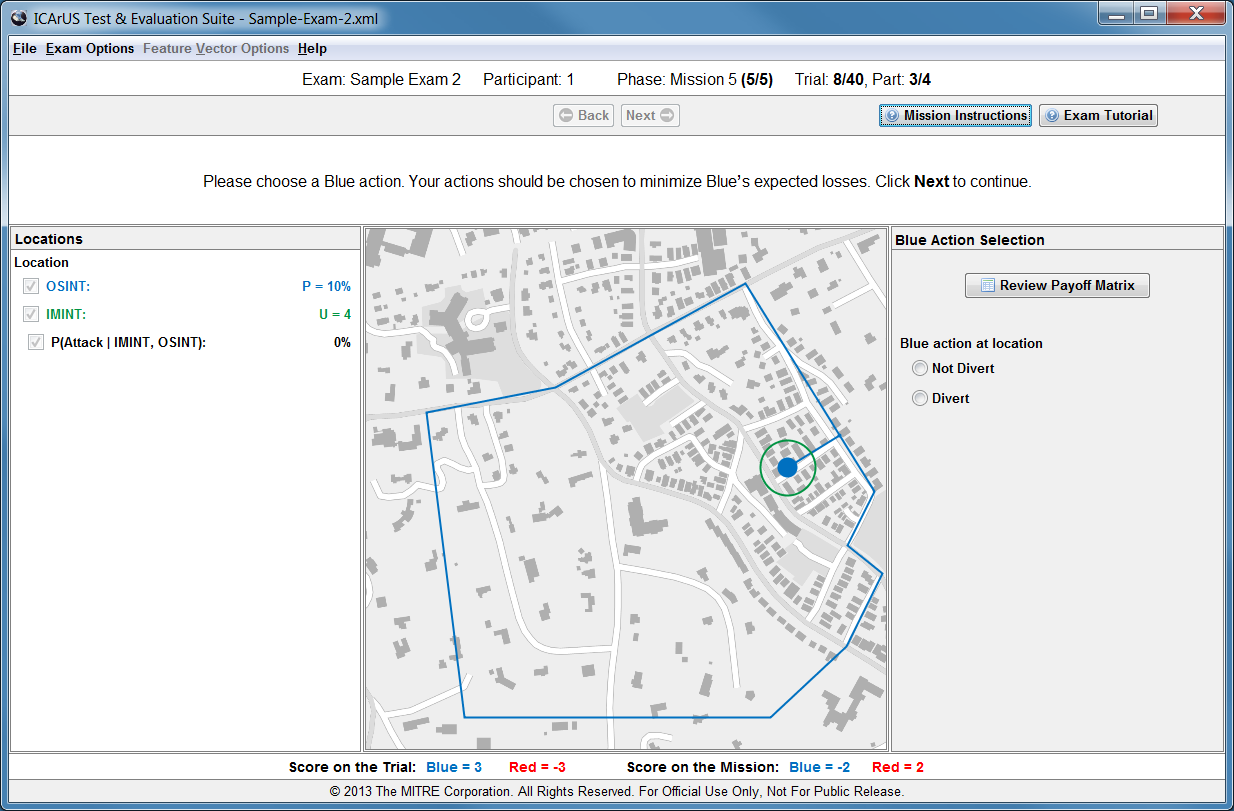 ICArUS Test & Evaluation Suite - Sample-Exam-2.xml
File Exam Options Feature Vector Options Help
Exam: Sample Exam 2 Participant: 1 Phase: Mission 5 (5/5) Trial: 8/40, Part: 3/4
Back Next Mission Instructions Exam Tutorial
Please choose a Blue action. Your actions should be chosen to minimize Blue's expected losses. Click Next to continue.
Locations
Location
OSINT: P = 10%
IMINT: U = 4
P(Attack | IMINT, OSINT): 0%
Blue Action Selection
Review Payoff Matrix
Blue action at location
Not Divert
Divert
Score on the Trial: Blue = 3 Red = -3 Score on the Mission: Blue = -2 Red = 2
© 2013 The MITRE Corporation. All Rights Reserved. For Official Use Only, Not For Public Release.